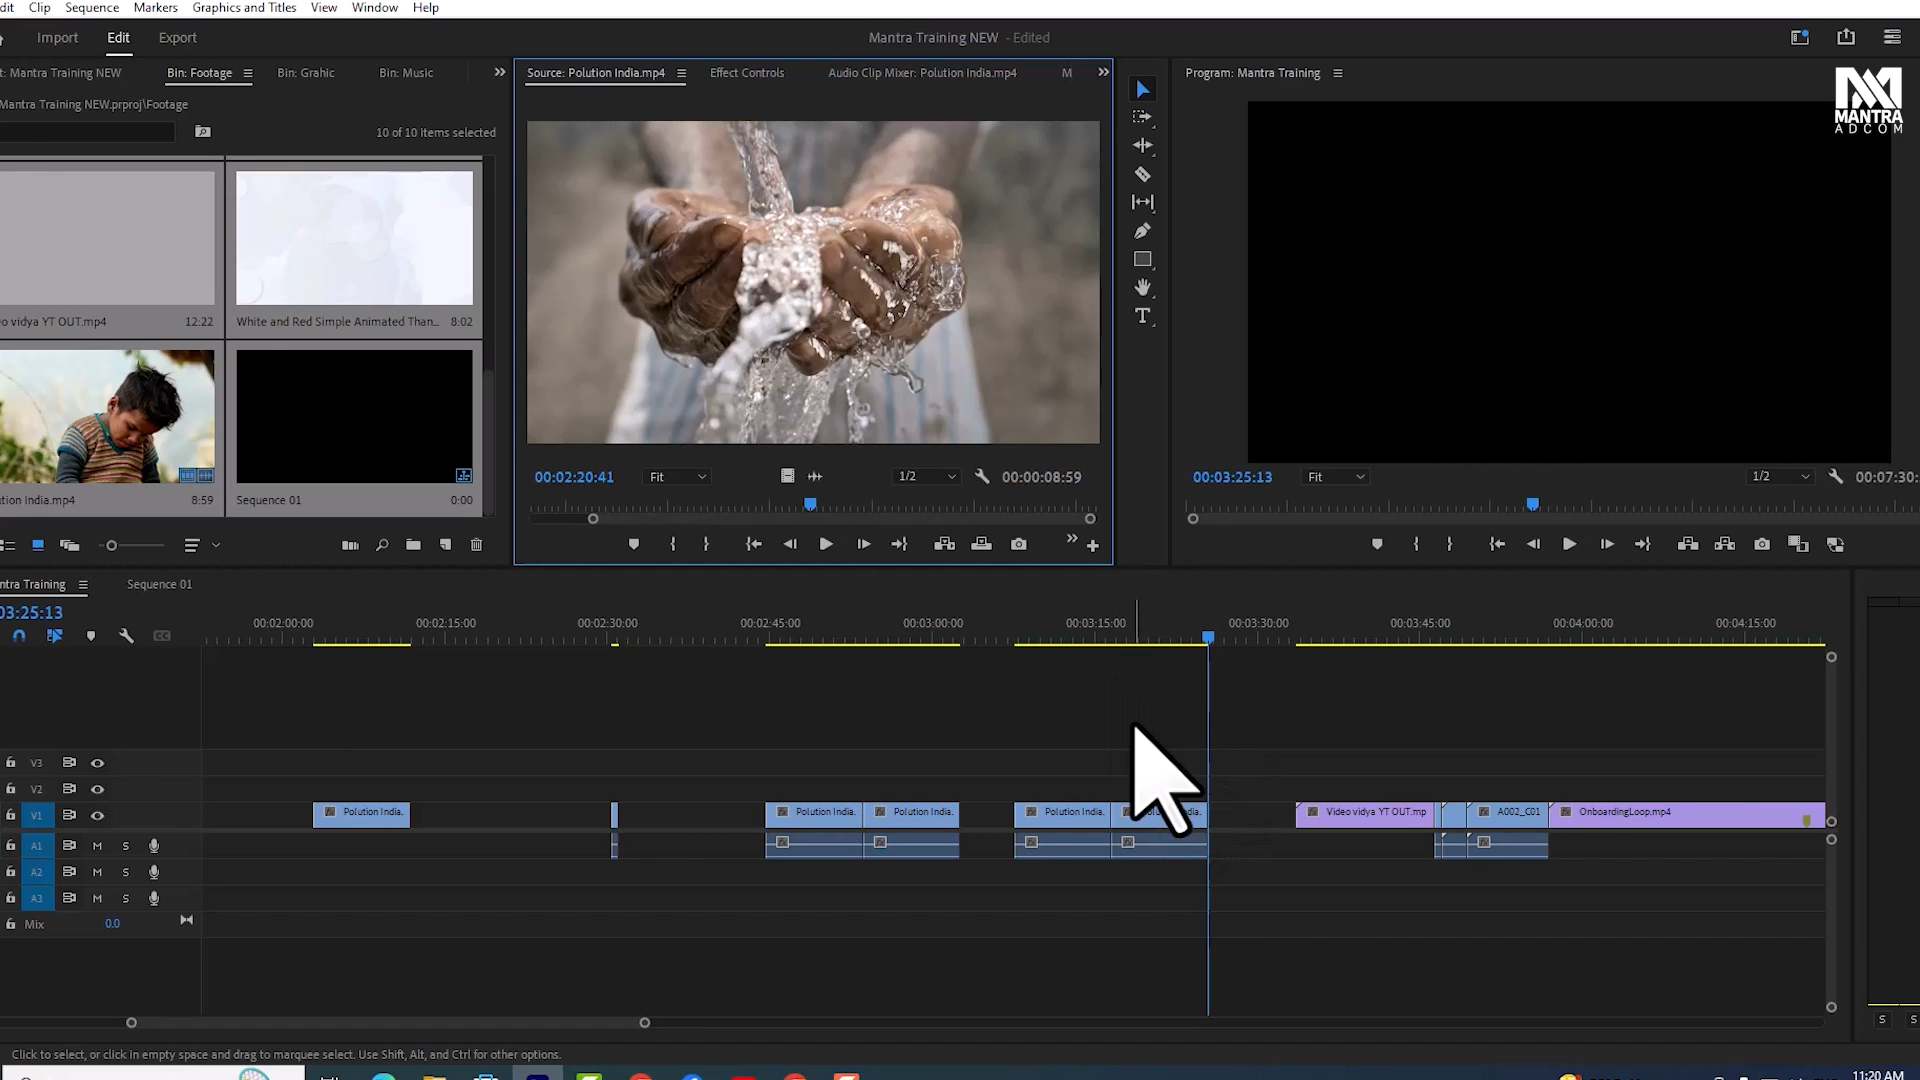 dit Clip Sequence Markers Graphics and Titles View Window Help
Import Edit Export Mantra Training NEW - Edited
t: Mantra Training NEW Bin: Footage Bin: Grahic Bin: Music
Source: Polution India.mp4 Effect Controls Audio Clip Mixer: Polution India.mp4 M
Program: Mantra Training
MANTRA
ADCOM
Mantra Training NEW.prproj\Footage
10 of 10 items selected
o vidya YT OUT.mp4 12:22
White and Red Simple Animated Than... 8:02
tion India.mp4 8:59
Sequence 01 0:00
00:02:20:41 Fit 1/2 00:00:08:59
00:03:25:13 Fit 1/2 00:07:30:
T
ntra Training Sequence 01
03:25:13
00:02:00:00 00:02:15:00 00:02:30:00 00:02:45:00 00:03:00:00 00:03:15:00 00:03:30:00 00:03:45:00 00:04:00:00 00:04:15:00
CC
V3
V2
V1 fx Polution India. fx Polution India. fx Polution India. fx Polution India. fx Video vidya YT OUT.mp fx A002_C01 fx OnboardingLoop.mp4
A1 M S
A2 M S
A3 M S
Mix 0.0
S S
Click to select, or click in empty space and drag to marquee select. Use Shift, Alt, and Ctrl for other options.
11:20 AM